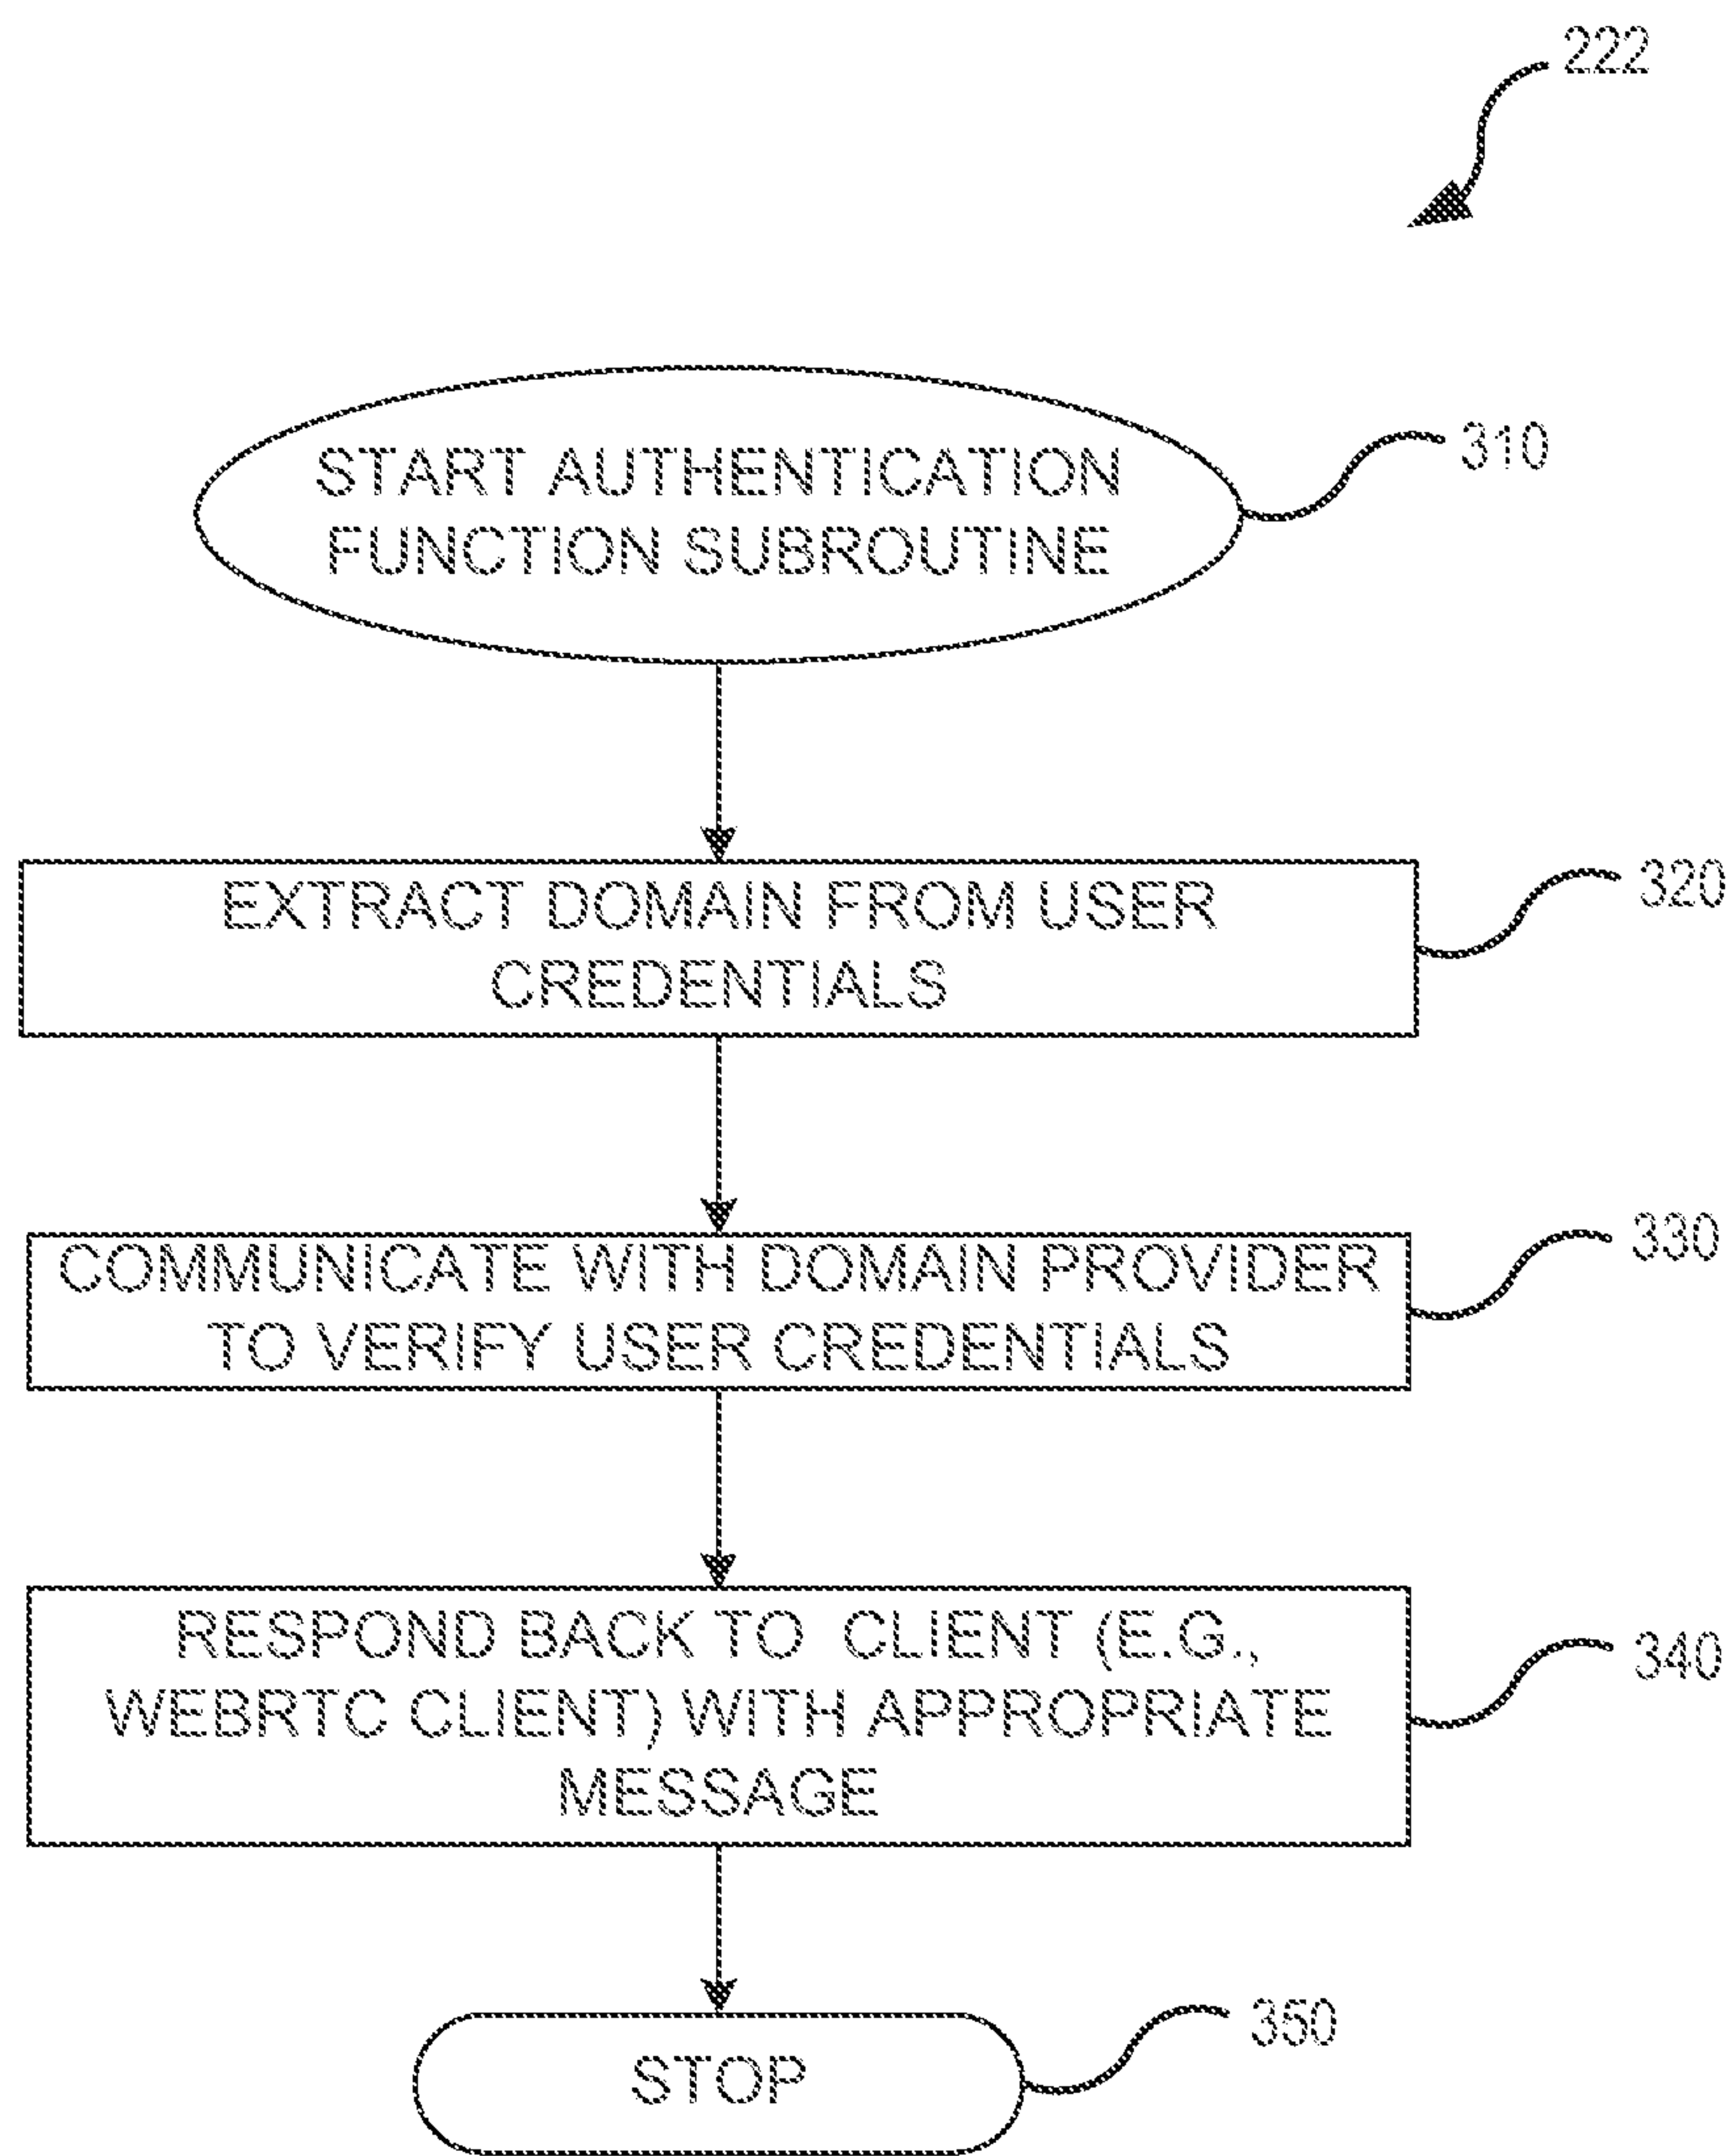 222
START AUTHENTICATION
FUNCTION SUBROUTINE
310
EXTRACT DOMAIN FROM USER
CREDENTIALS
320
COMMUNICATE WITH DOMAIN PROVIDER
TO VERIFY USER CREDENTIALS
330
RESPOND BACK TO CLIENT (E.G.,
WEBRTC CLIENT) WITH APPROPRIATE
MESSAGE
340
STOP
350